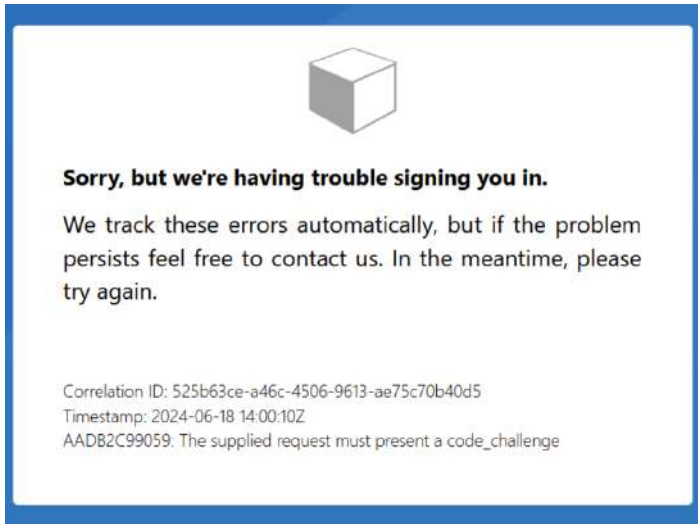 Sorry, but we're having trouble signing you in.
We track these errors automatically, but if the problem
persists feel free to contact us. In the meantime, please
try again.
Correlation ID: 525b63ce-a46c-4506-9613-ae75c70b40d5
Timestamp: 2024-06-18 14:00:10Z
AADB2C99059: The supplied request must present a code_challenge